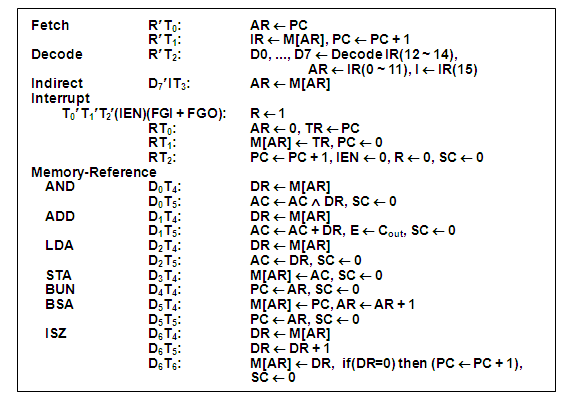 Fetch R′T₀: AR ← PC
R′T₁: IR ← M[AR], PC ← PC + 1
Decode R′T₂: D0, ..., D7 ← Decode IR(12 ~ 14),
AR ← IR(0 ~ 11), I ← IR(15)
Indirect D₇′IT₃: AR ← M[AR]
Interrupt
T₀′T₁′T₂′(IEN)(FGI + FGO): R ← 1
RT₀: AR ← 0, TR ← PC
RT₁: M[AR] ← TR, PC ← 0
RT₂: PC ← PC + 1, IEN ← 0, R ← 0, SC ← 0
Memory-Reference
AND D₀T₄: DR ← M[AR]
D₀T₅: AC ← AC ∧ DR, SC ← 0
ADD D₁T₄: DR ← M[AR]
D₁T₅: AC ← AC + DR, E ← Cₒᵤₜ, SC ← 0
LDA D₂T₄: DR ← M[AR]
D₂T₅: AC ← DR, SC ← 0
STA D₃T₄: M[AR] ← AC, SC ← 0
BUN D₄T₄: PC ← AR, SC ← 0
BSA D₅T₄: M[AR] ← PC, AR ← AR + 1
D₅T₅: PC ← AR, SC ← 0
ISZ D₆T₄: DR ← M[AR]
D₆T₅: DR ← DR + 1
D₆T₆: M[AR] ← DR, if(DR=0) then (PC ← PC + 1),
SC ← 0